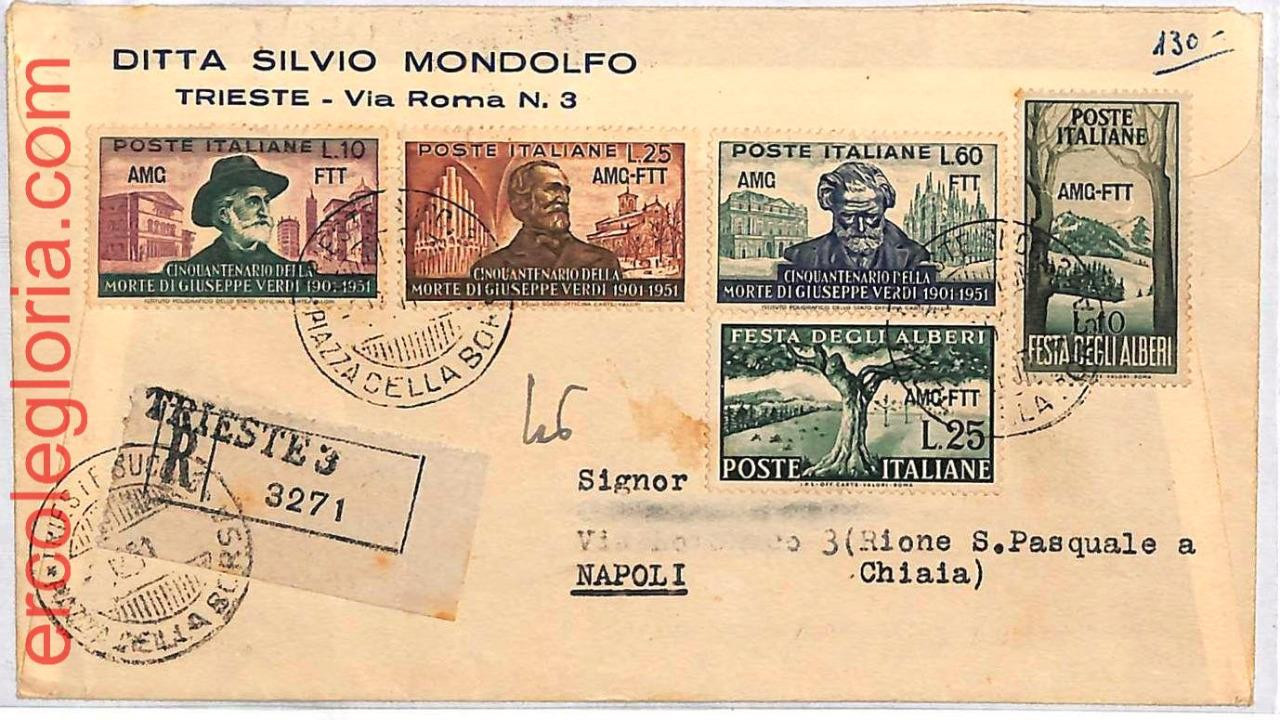 DITTA SILVIO MONDOLFO
TRIESTE - Via Roma N. 3
130-
POSTE ITALIANE L.10
AMG FTT
CINQUANTENARIO DELLA
MORTE DI GIUSEPPE VERDI 1901-1951
POSTE ITALIANE L.25
AMG-FTT
CINQUANTENARIO DELLA
MORTE DI GIUSEPPE VERDI 1901-1951
POSTE ITALIANE L.60
AMG FTT
CINQUANTENARIO DELLA
MORTE DI GIUSEPPE VERDI 1901-1951
POSTE
ITALIANE
AMG-FTT
L.10
FESTA DEGLI ALBERI
FESTA DEGLI ALBERI
AMG-FTT
L.25
POSTE ITALIANE
PIAZZA DELLA BOR
TRIESTE 3
R
3271
PIAZZA DELLA BORSA
Signor
3(Rione S.Pasquale a
NAPOLI Chiaia)
ercolegloria.com